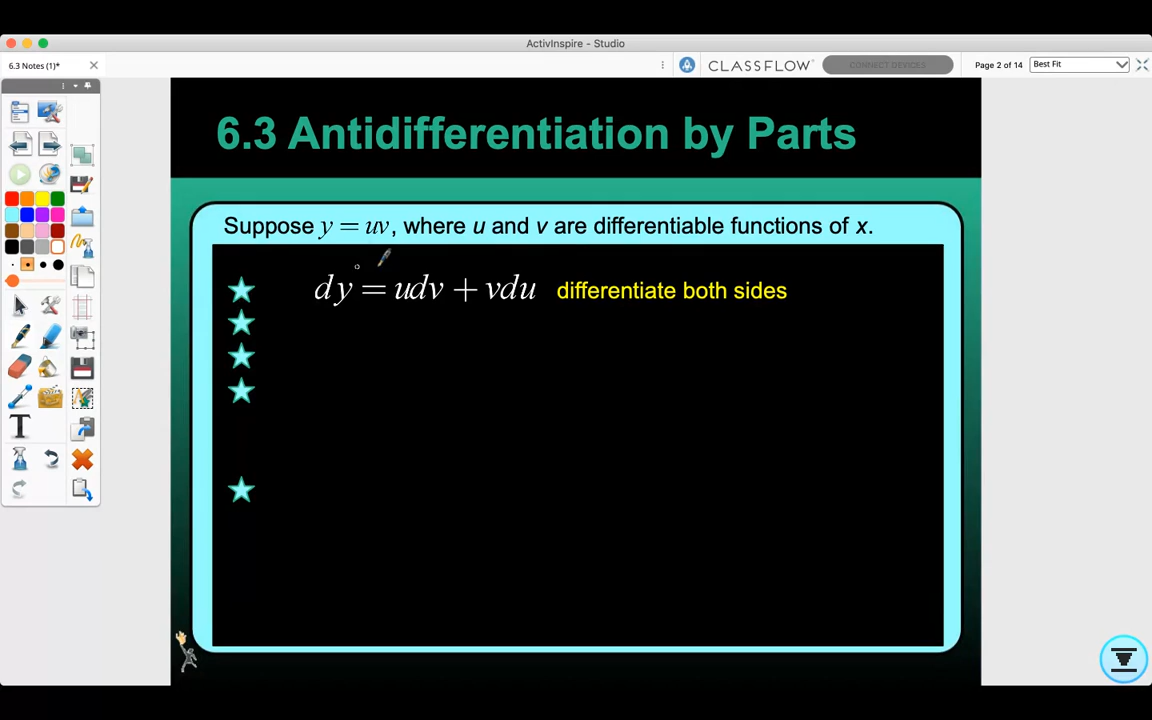 ActivInspire - Studio
6.3 Notes (1)*
CLASSFLOW
CONNECT DEVICES
Page 2 of 14
Best Fit
6.3 Antidifferentiation by Parts
Suppose y = uv, where u and v are differentiable functions of x.
dy = udv + vdu differentiate both sides
T